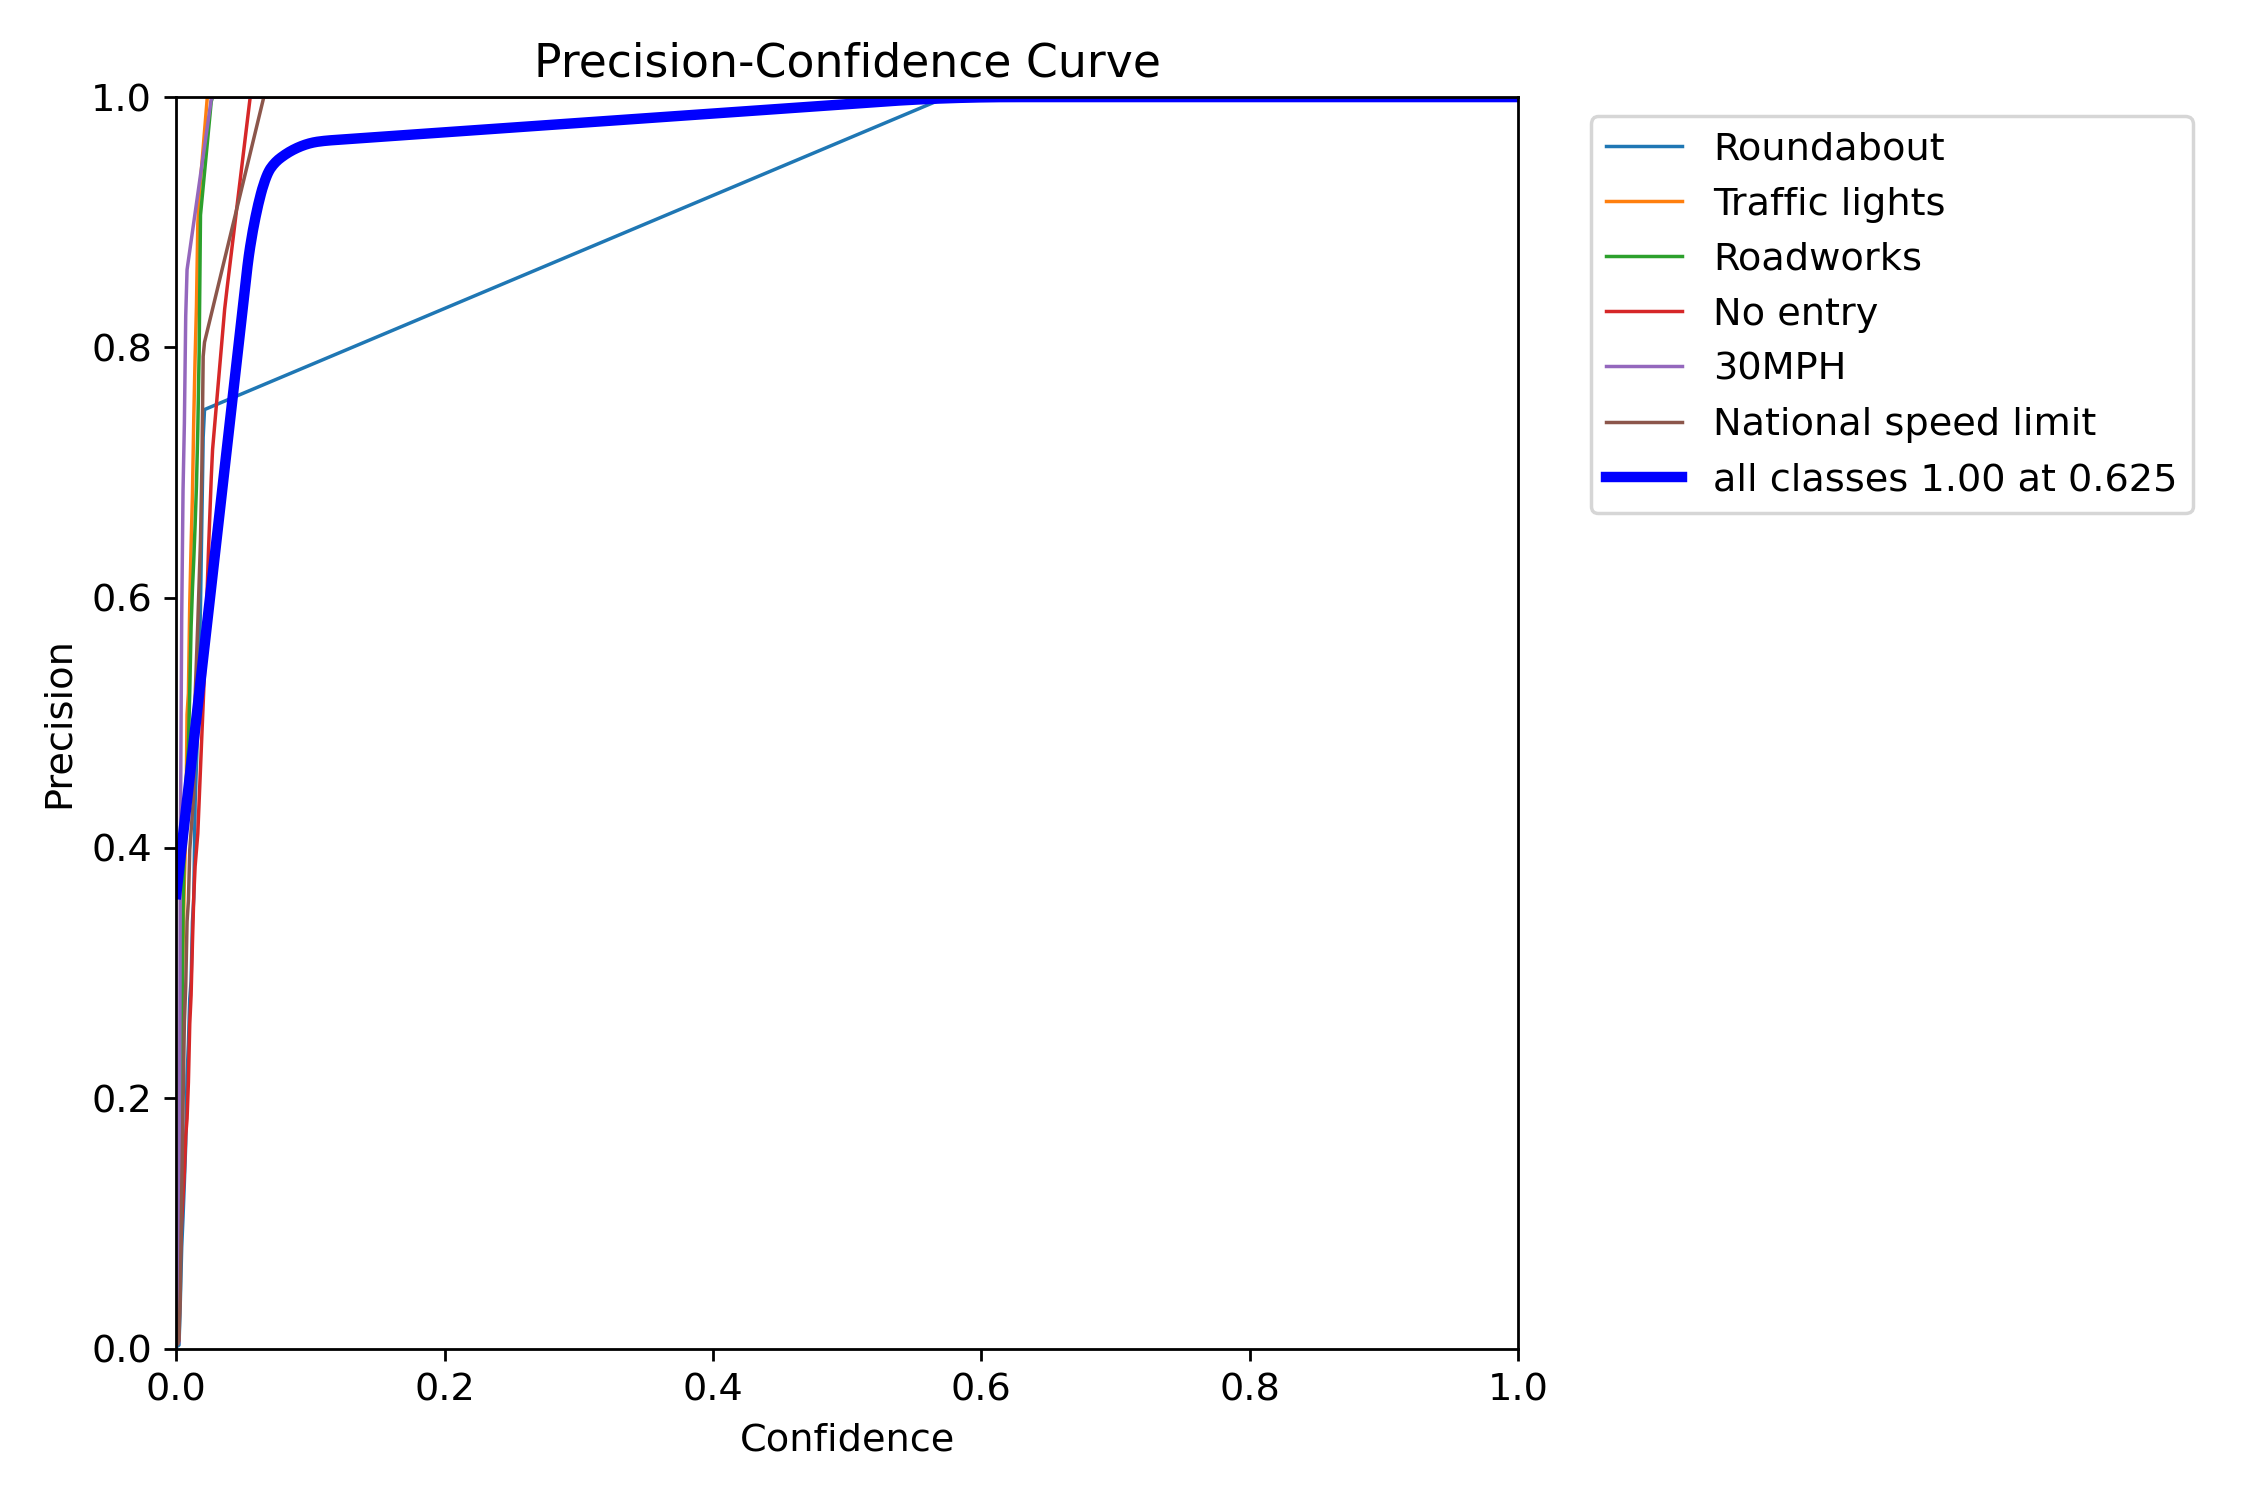 Precision-Confidence Curve
1.0
0.8
0.6
0.4
0.2
0.0
Precision
0.0 0.2 0.4 0.6 0.8 1.0
Confidence
Roundabout
Traffic lights
Roadworks
No entry
30MPH
National speed limit
all classes 1.00 at 0.625